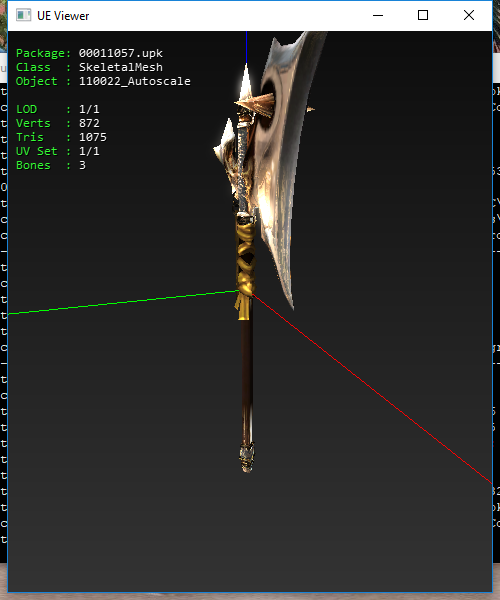 UE Viewer
Package: 00011057.upk
Class : SkeletalMesh
Object : 110022_Autoscale
LOD : 1/1
Verts : 872
Tris : 1075
UV Set : 1/1
Bones : 3